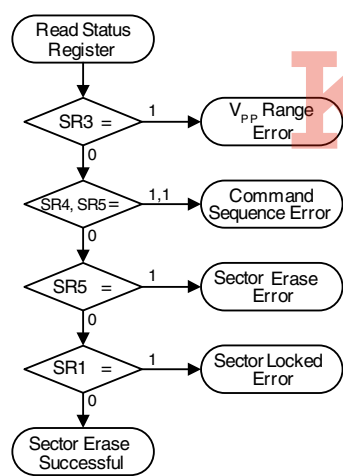 Read Status
Register
SR3 =
1
V_PP Range
Error
0
SR4, SR5=
1,1
Command
Sequence Error
0
SR5 =
1
Sector Erase
Error
0
SR1 =
1
Sector Locked
Error
0
Sector Erase
Successful